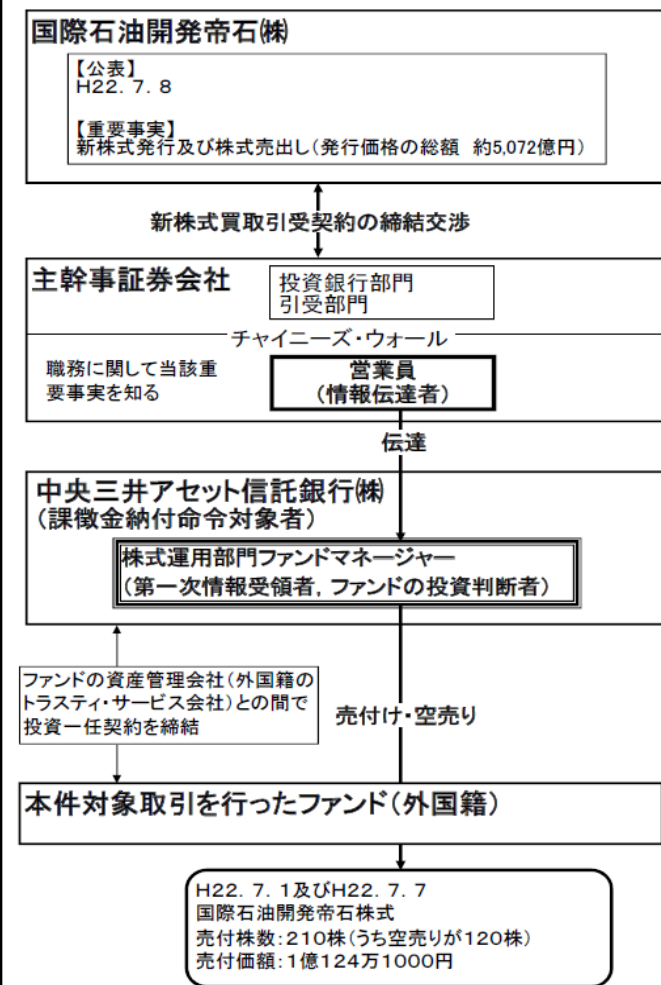 国際石油開発帝石㈱
【公表】
H22. 7. 8
【重要事実】
新株式発行及び株式売出し（発行価格の総額 約5,072億円）
新株式買取引受契約の締結交渉
主幹事証券会社
投資銀行部門
引受部門
チャイニーズ・ウォール
職務に関して当該重
要事実を知る
営業員
（情報伝達者）
伝達
中央三井アセット信託銀行㈱
（課徴金納付命令対象者）
株式運用部門ファンドマネージャー
（第一次情報受領者，ファンドの投資判断者）
ファンドの資産管理会社（外国籍の
トラスティ・サービス会社）との間で
投資一任契約を締結
売付け・空売り
本件対象取引を行ったファンド（外国籍）
H22. 7. 1及びH22. 7. 7
国際石油開発帝石株式
売付株数：210株（うち空売りが120株）
売付価額：1億124万1000円